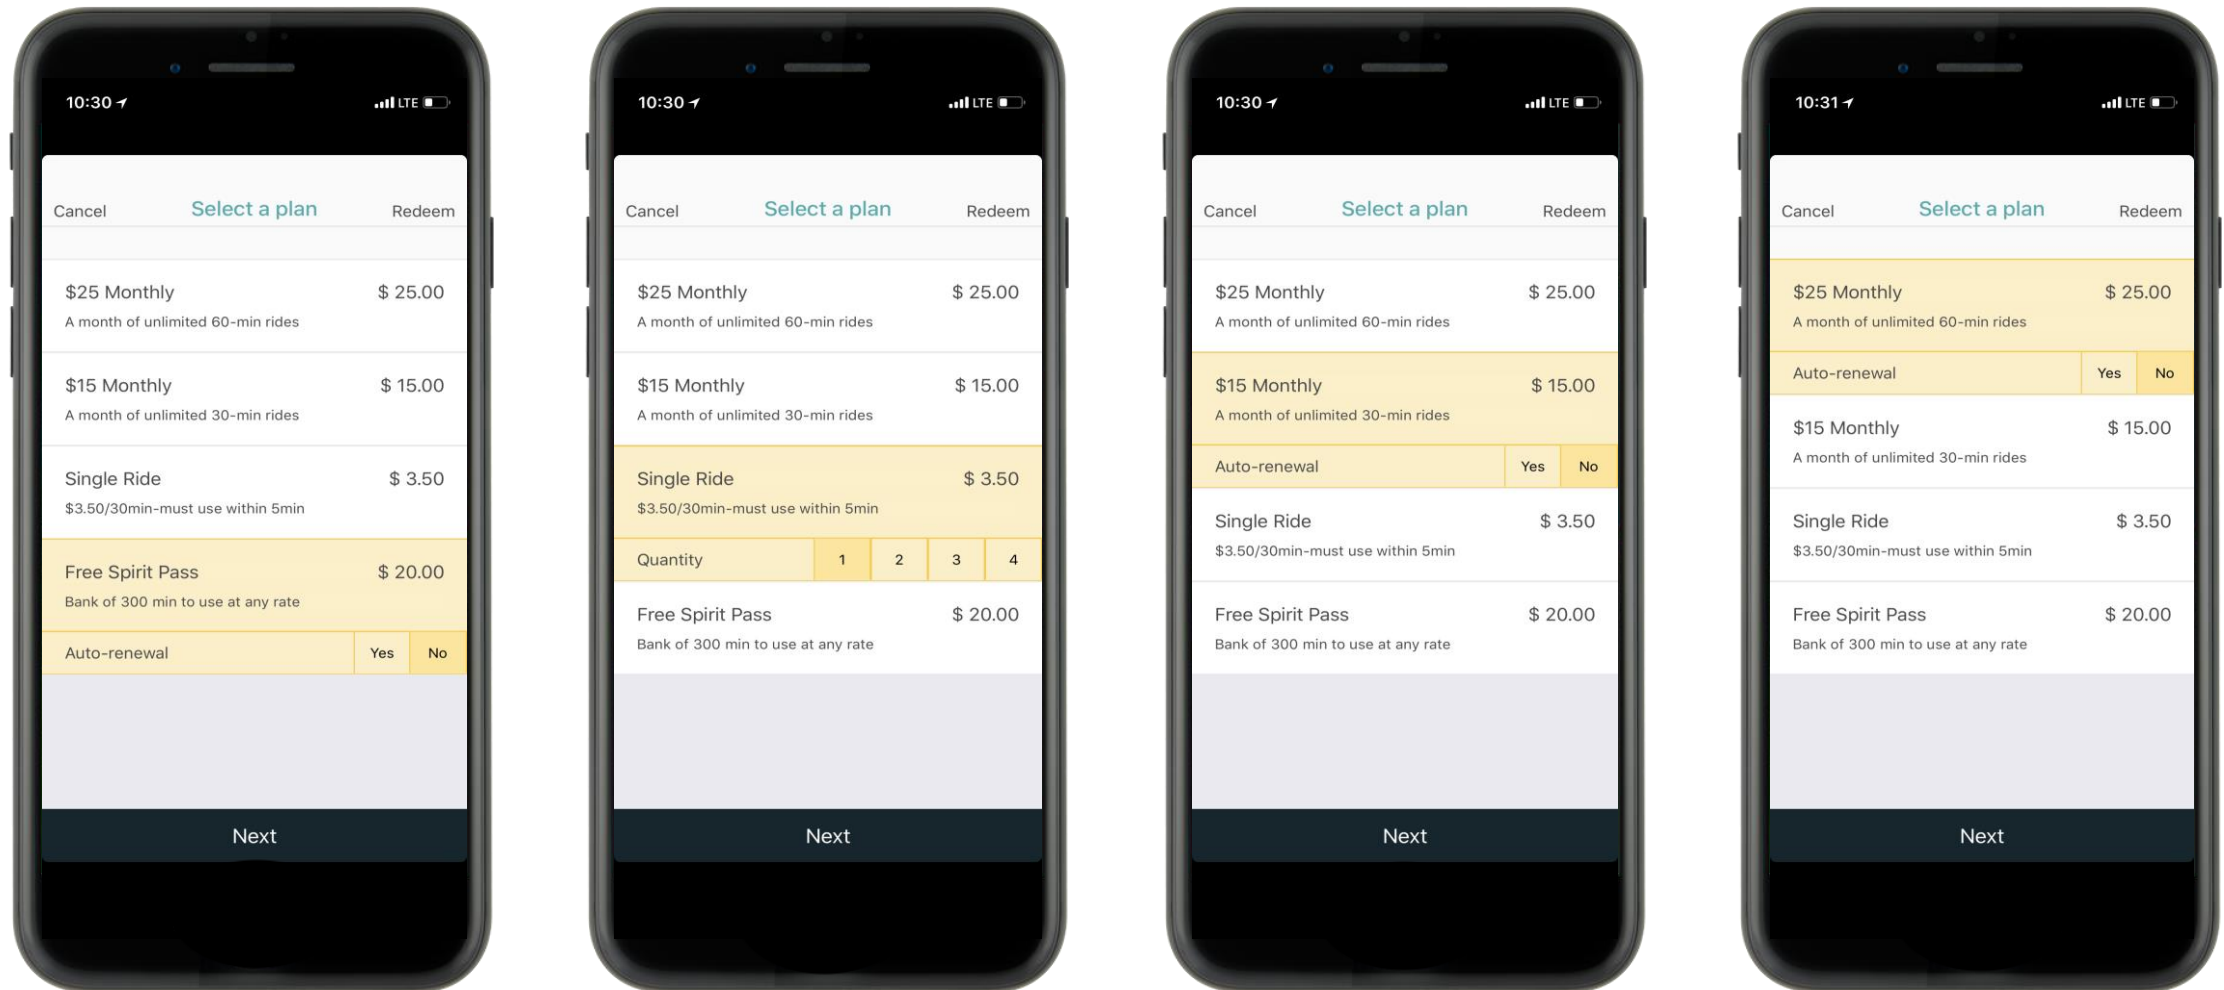 10:30 LTE
Cancel Select a plan Redeem
$25 Monthly $ 25.00
A month of unlimited 60-min rides
$15 Monthly $ 15.00
A month of unlimited 30-min rides
Single Ride $ 3.50
$3.50/30min-must use within 5min
Free Spirit Pass $ 20.00
Bank of 300 min to use at any rate
Auto-renewal Yes No
Next
10:30 LTE
Cancel Select a plan Redeem
$25 Monthly $ 25.00
A month of unlimited 60-min rides
$15 Monthly $ 15.00
A month of unlimited 30-min rides
Single Ride $ 3.50
$3.50/30min-must use within 5min
Quantity 1 2 3 4
Free Spirit Pass $ 20.00
Bank of 300 min to use at any rate
Next
10:30 LTE
Cancel Select a plan Redeem
$25 Monthly $ 25.00
A month of unlimited 60-min rides
$15 Monthly $ 15.00
A month of unlimited 30-min rides
Auto-renewal Yes No
Single Ride $ 3.50
$3.50/30min-must use within 5min
Free Spirit Pass $ 20.00
Bank of 300 min to use at any rate
Next
10:31 LTE
Cancel Select a plan Redeem
$25 Monthly $ 25.00
A month of unlimited 60-min rides
Auto-renewal Yes No
$15 Monthly $ 15.00
A month of unlimited 30-min rides
Single Ride $ 3.50
$3.50/30min-must use within 5min
Free Spirit Pass $ 20.00
Bank of 300 min to use at any rate
Next